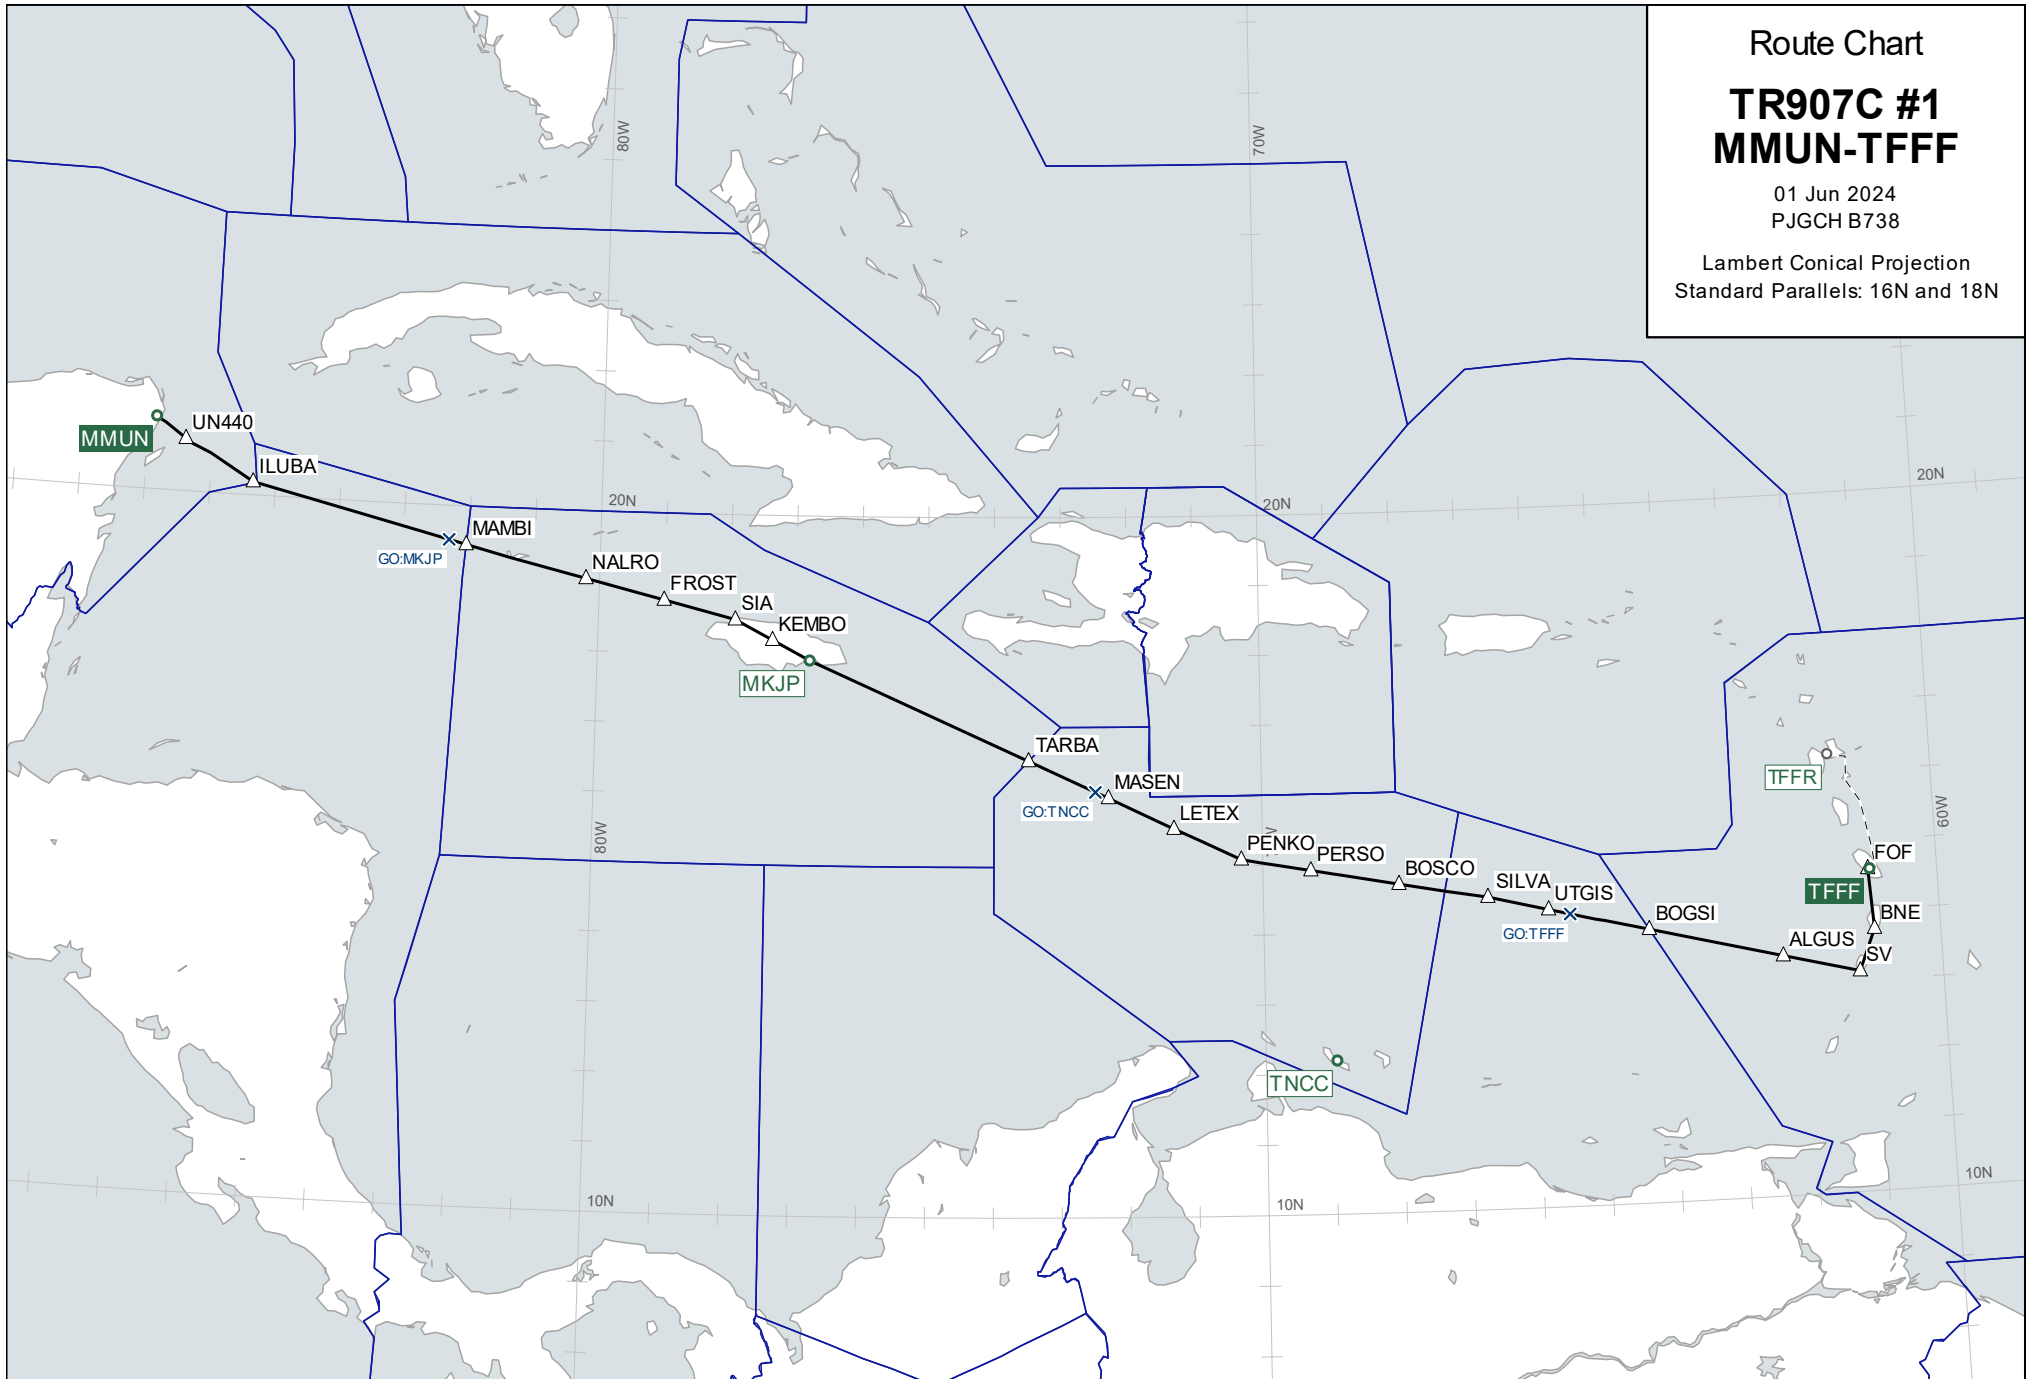 Route Chart
TR907C #1
MMUN-TFFF
01 Jun 2024
PJGCH B738
Lambert Conical Projection
Standard Parallels: 16N and 18N
80W
70W
UN440
MMUN
ILUBA
20N
20N
20N
MAMBI
GO:MKJP
NALRO
FROST
SIA
KEMBO
MKJP
TARBA
MASEN
GO:TNCC
LETEX
TFFR
60W
80W
PENKO
PERSO
BOSCO
SILVA
UTGIS
GO:TFFF
BOGSI
FOF
TFFF
BNE
ALGUS
SV
TNCC
10N
10N
10N